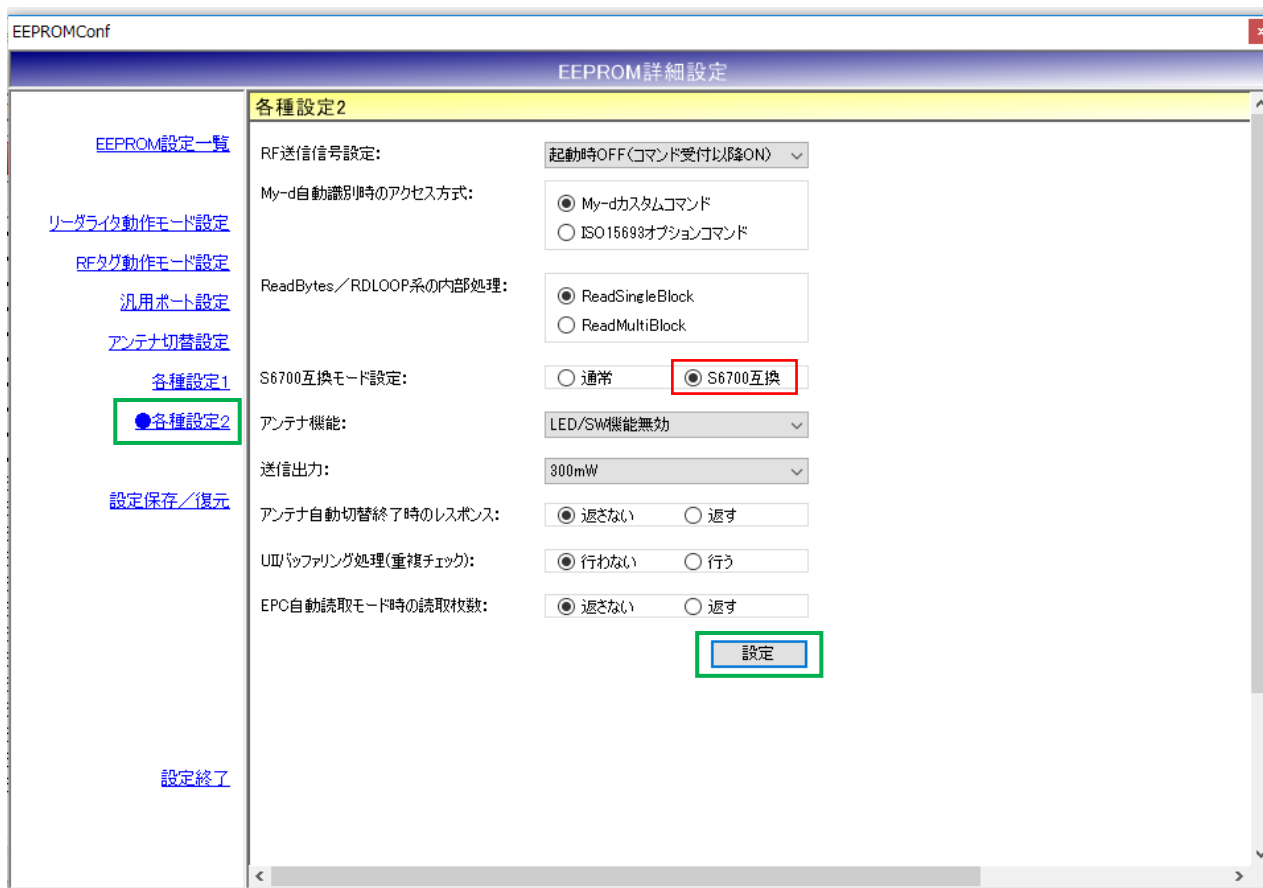 EEPROMConf
EEPROM詳細設定
EEPROM設定一覧
リーダライタ動作モード設定
RFタグ動作モード設定
汎用ポート設定
アンテナ切替設定
各種設定1
●各種設定2
設定保存／復元
設定終了
各種設定2
RF送信信号設定: 起動時OFF(コマンド受付以降ON)
My-d自動識別時のアクセス方式: My-dカスタムコマンド
ISO15693オプションコマンド
ReadBytes／RDLOOP系の内部処理: ReadSingleBlock
ReadMultiBlock
S6700互換モード設定: 通常 S6700互換
アンテナ機能: LED/SW機能無効
送信出力: 300mW
アンテナ自動切替終了時のレスポンス: 返さない 返す
UIIバッファリング処理(重複チェック): 行わない 行う
EPC自動読取モード時の読取枚数: 返さない 返す
設定